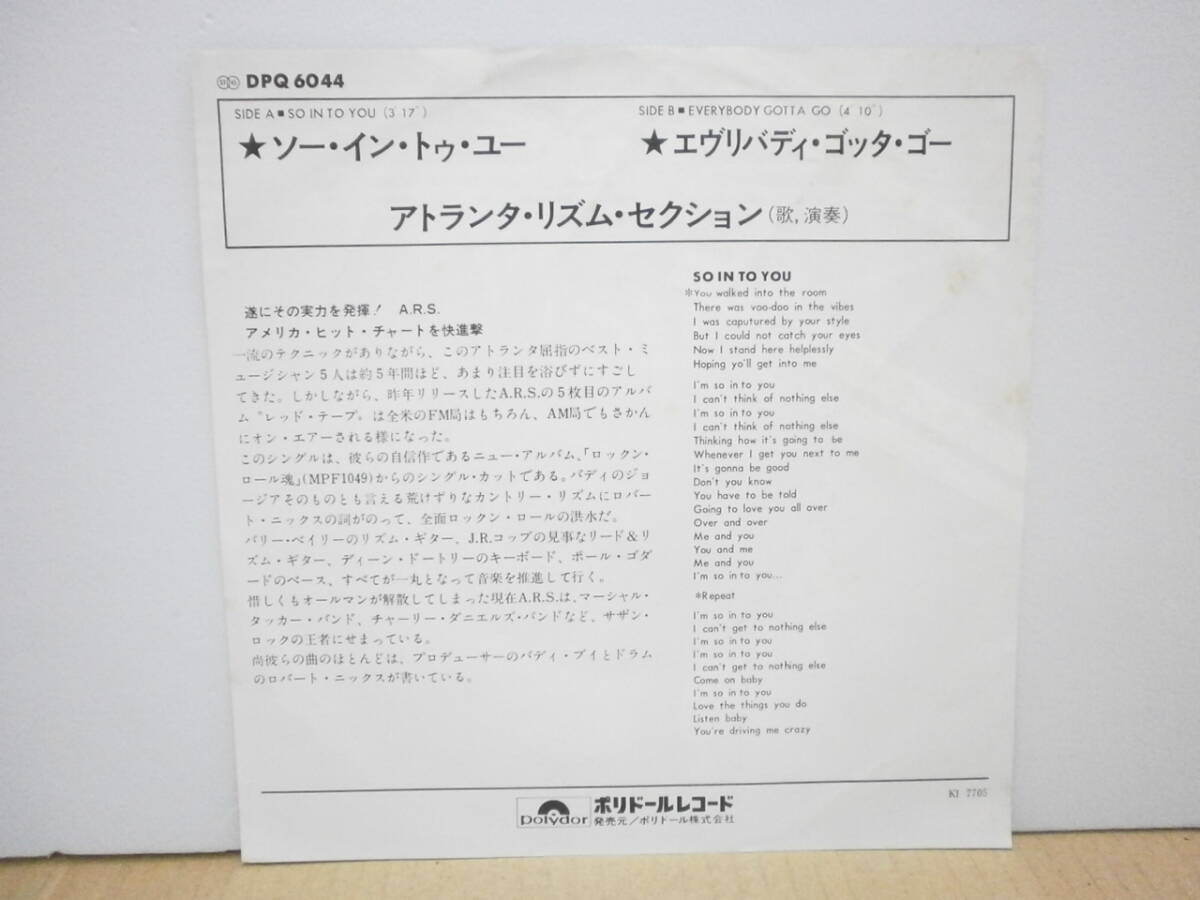 DPQ 6044
SIDE A ■ SO IN TO YOU (3'17")
★ ソー・イン・トゥ・ユー
SIDE B ■ EVERYBODY GOTTA GO (4'10")
★ エヴリバディ・ゴッタ・ゴー
アトランタ・リズム・セクション (歌, 演奏)
遂にその実力を発揮! A.R.S.
アメリカ・ヒット・チャートを快進撃
一流のテクニックがありながら、このアトランタ屈指のベスト・ミ
ュージシャン5人は約5年間ほど、あまり注目を浴びずにすごし
てきた。しかしながら、昨年リリースしたA.R.S.の5枚目のアルバ
ム"レッド・テープ"は全米のFM局はもちろん、AM局でもさかん
にオン・エアーされる様になった。
このシングルは、彼らの自信作であるニュー・アルバム、「ロックン・
ロール魂」(MPF1049)からのシングル・カットである。バディのジョ
ージアそのものとも言える荒けずりなカントリー・リズムにロバー
ト・ニックスの詞がのって、全面ロックン・ロールの洪水だ。
バリー・ベイリーのリズム・ギター、J.R.コップの見事なリード&リ
ズム・ギター、ディーン・ドートリーのキーボード、ポール・ゴダ
ードのベース、すべてが一丸となって音楽を推進して行く。
惜しくもオールマンが解散してしまった現在A.R.S.は、マーシャル・
タッカー・バンド、チャーリー・ダニエルズ・バンドなど、サザン・
ロックの王者にせまっている。
尚彼らの曲のほとんどは、プロデューサーのバディ・ブイとドラム
のロバート・ニックスが書いている。
SO IN TO YOU
*You walked into the room
There was voo-doo in the vibes
I was caputured by your style
But I could not catch your eyes
Now I stand here helplessly
Hoping yo'll get into me
I'm so in to you
I can't think of nothing else
I'm so in to you
I can't think of nothing else
Thinking how it's going to be
Whenever I get you next to me
It's gonna be good
Don't you know
You have to be told
Going to love you all over
Over and over
Me and you
You and me
Me and you
I'm so in to you...
*Repeat
I'm so in to you
I can't get to nothing else
I'm so in to you
I'm so in to you
I can't get to nothing else
Come on baby
I'm so in to you
Love the things you do
Listen baby
You're driving me crazy
KI 7705
polydor
ポリドールレコード
発売元/ポリドール株式会社